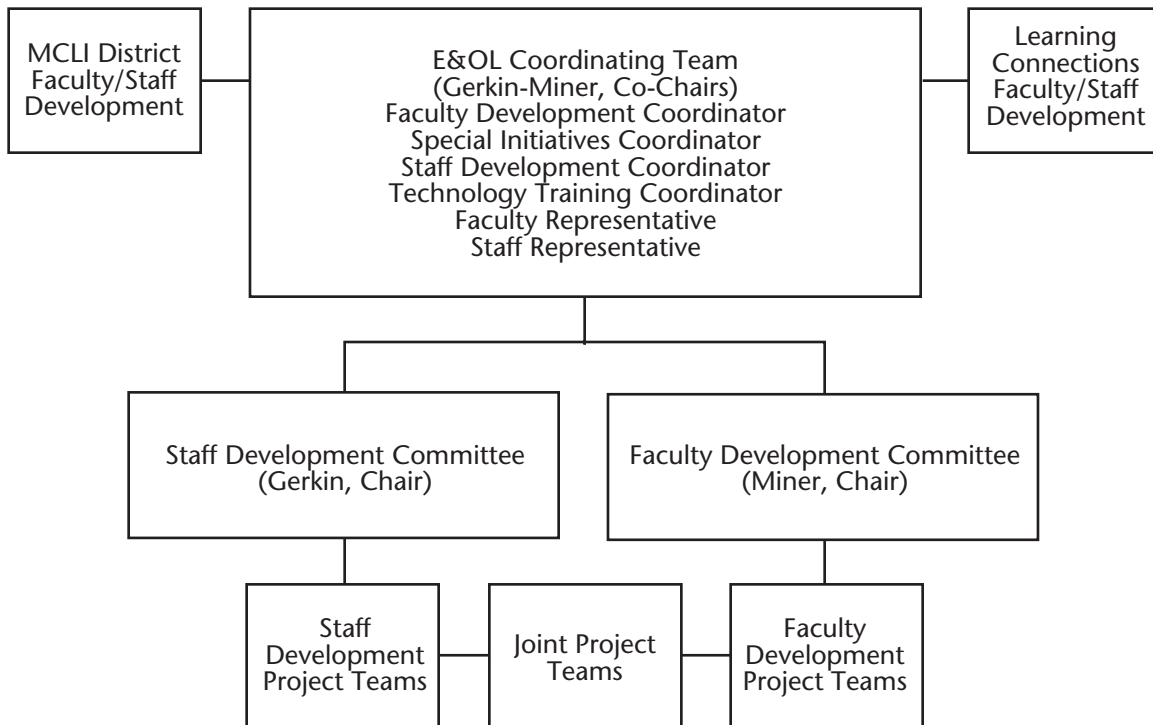 MCLI District
Faculty/Staff
Development
E&OL Coordinating Team
(Gerkin-Miner, Co-Chairs)
Faculty Development Coordinator
Special Initiatives Coordinator
Staff Development Coordinator
Technology Training Coordinator
Faculty Representative
Staff Representative
Learning
Connections
Faculty/Staff
Development
Staff Development Committee
(Gerkin, Chair)
Faculty Development Committee
(Miner, Chair)
Staff
Development
Project Teams
Joint Project
Teams
Faculty
Development
Project Teams